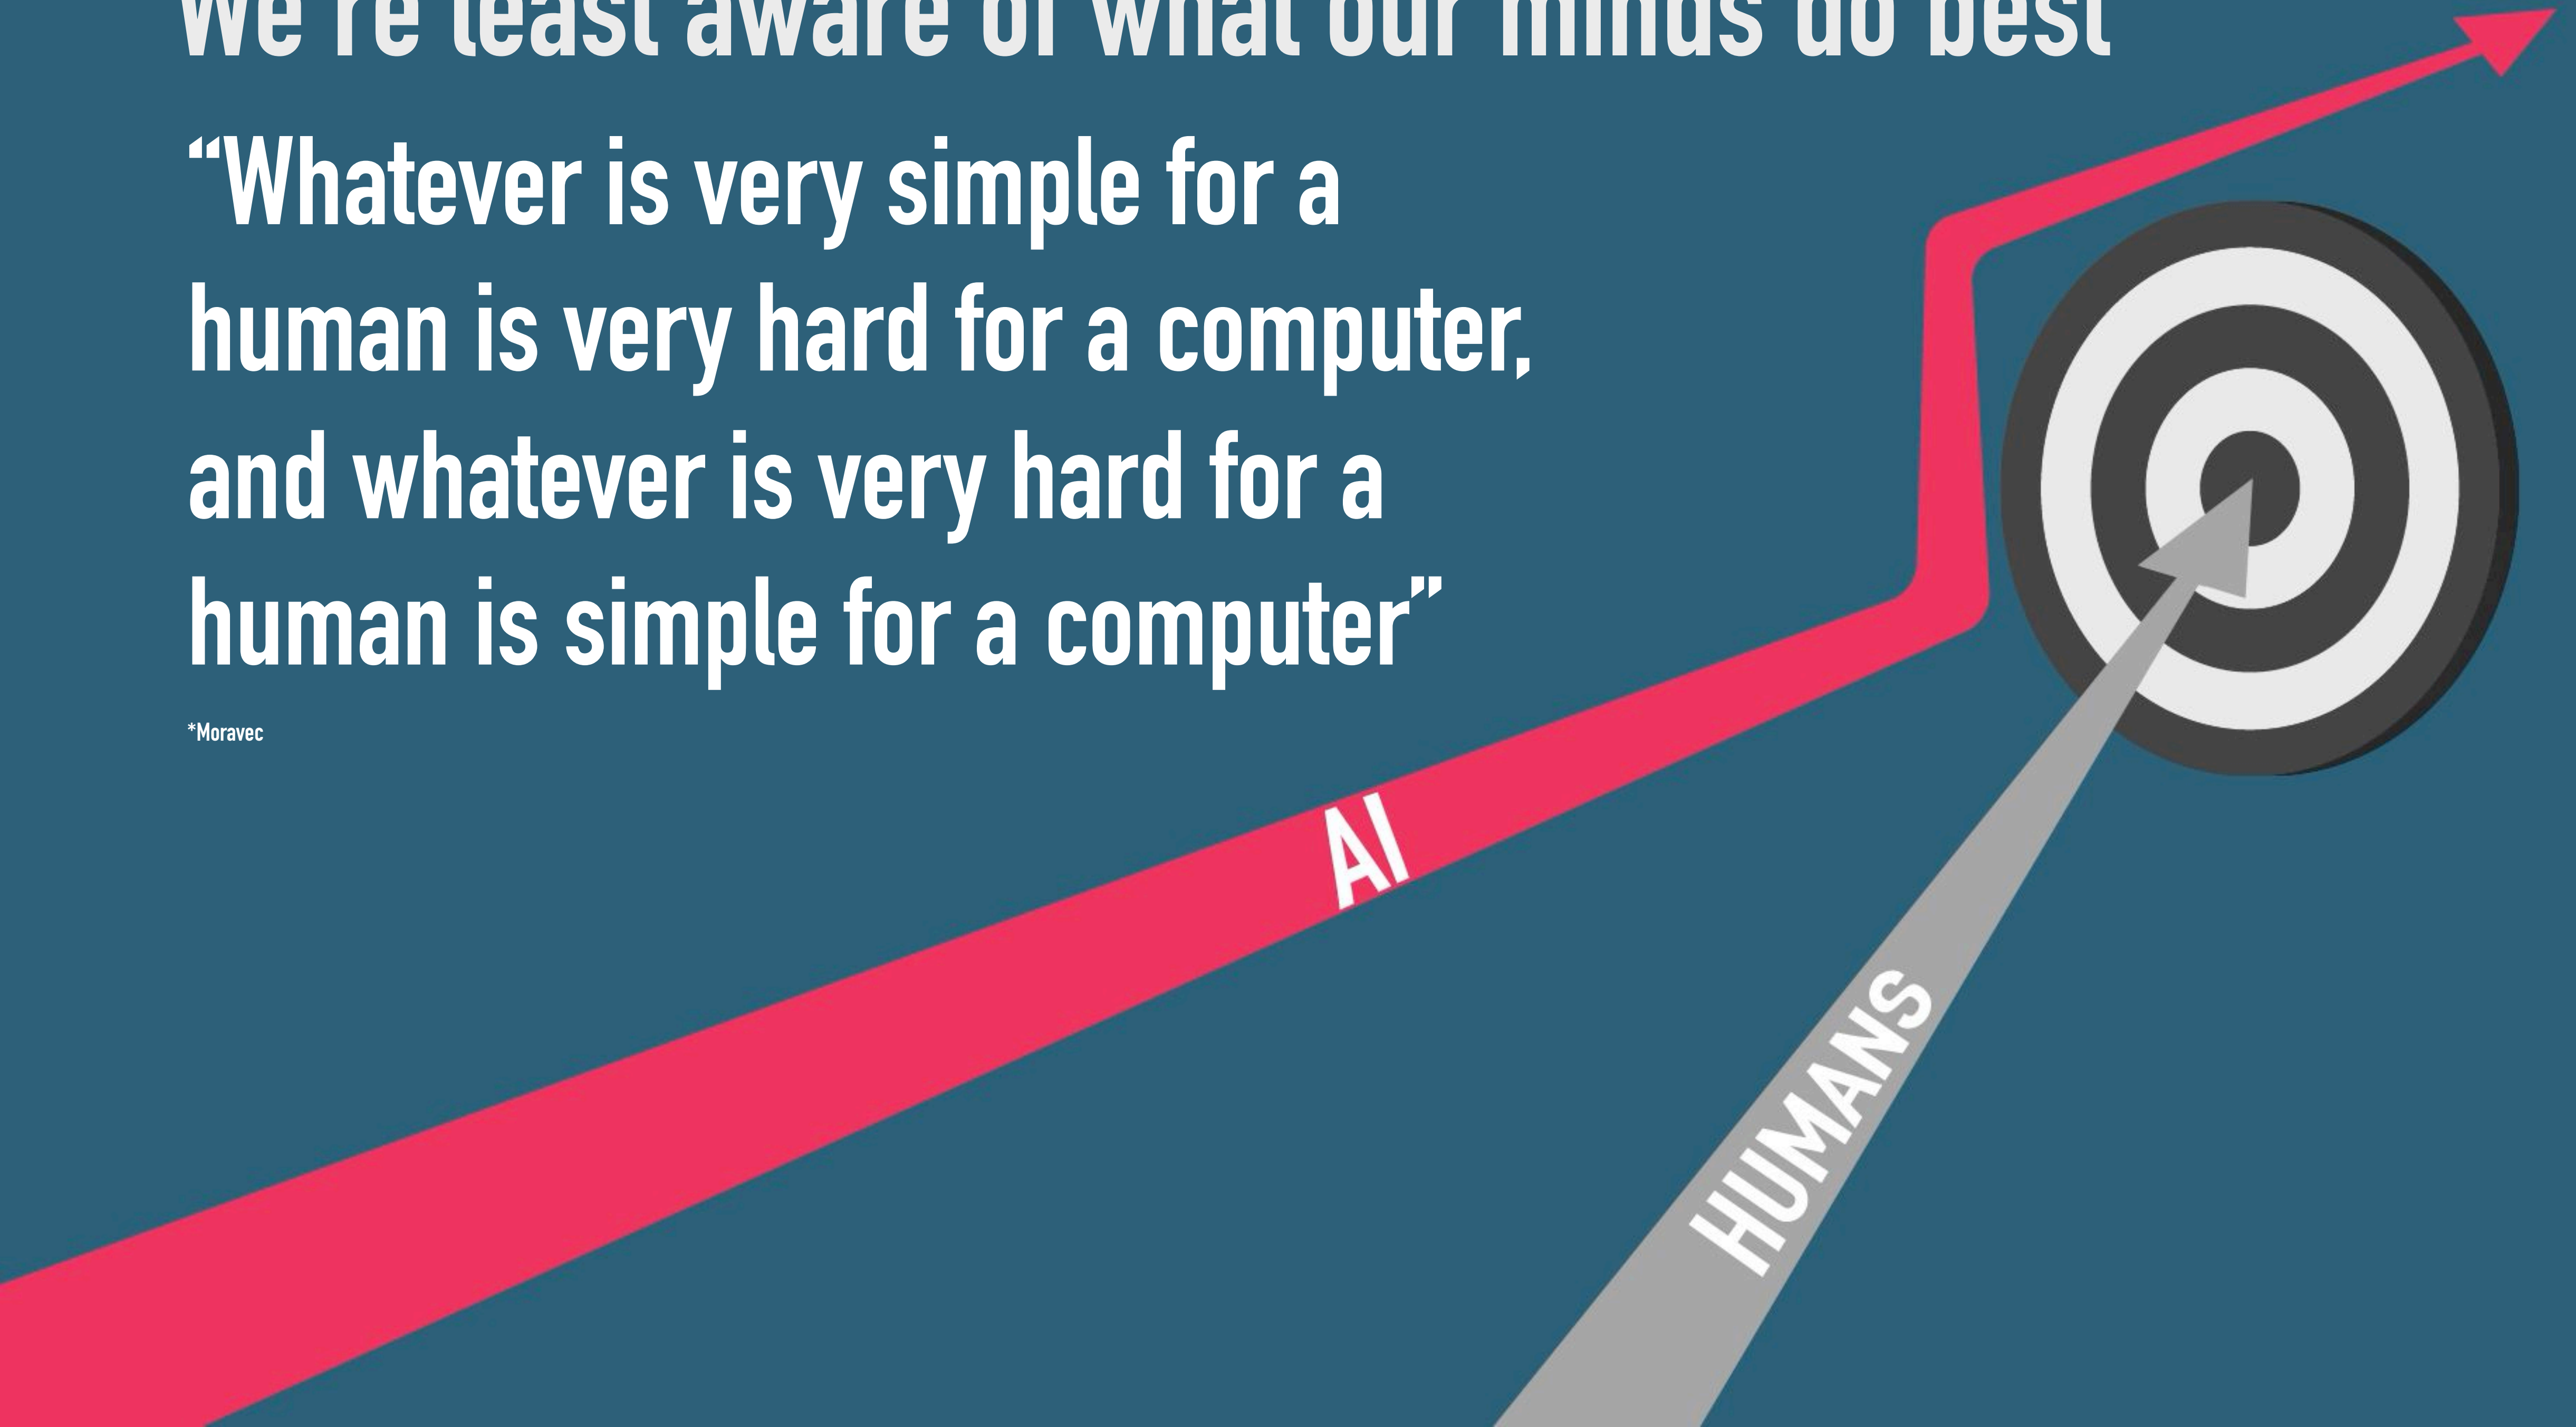 We're least aware of what our minds do best
“Whatever is very simple for a
human is very hard for a computer,
and whatever is very hard for a
human is simple for a computer”
*Moravec
AI
HUMANS